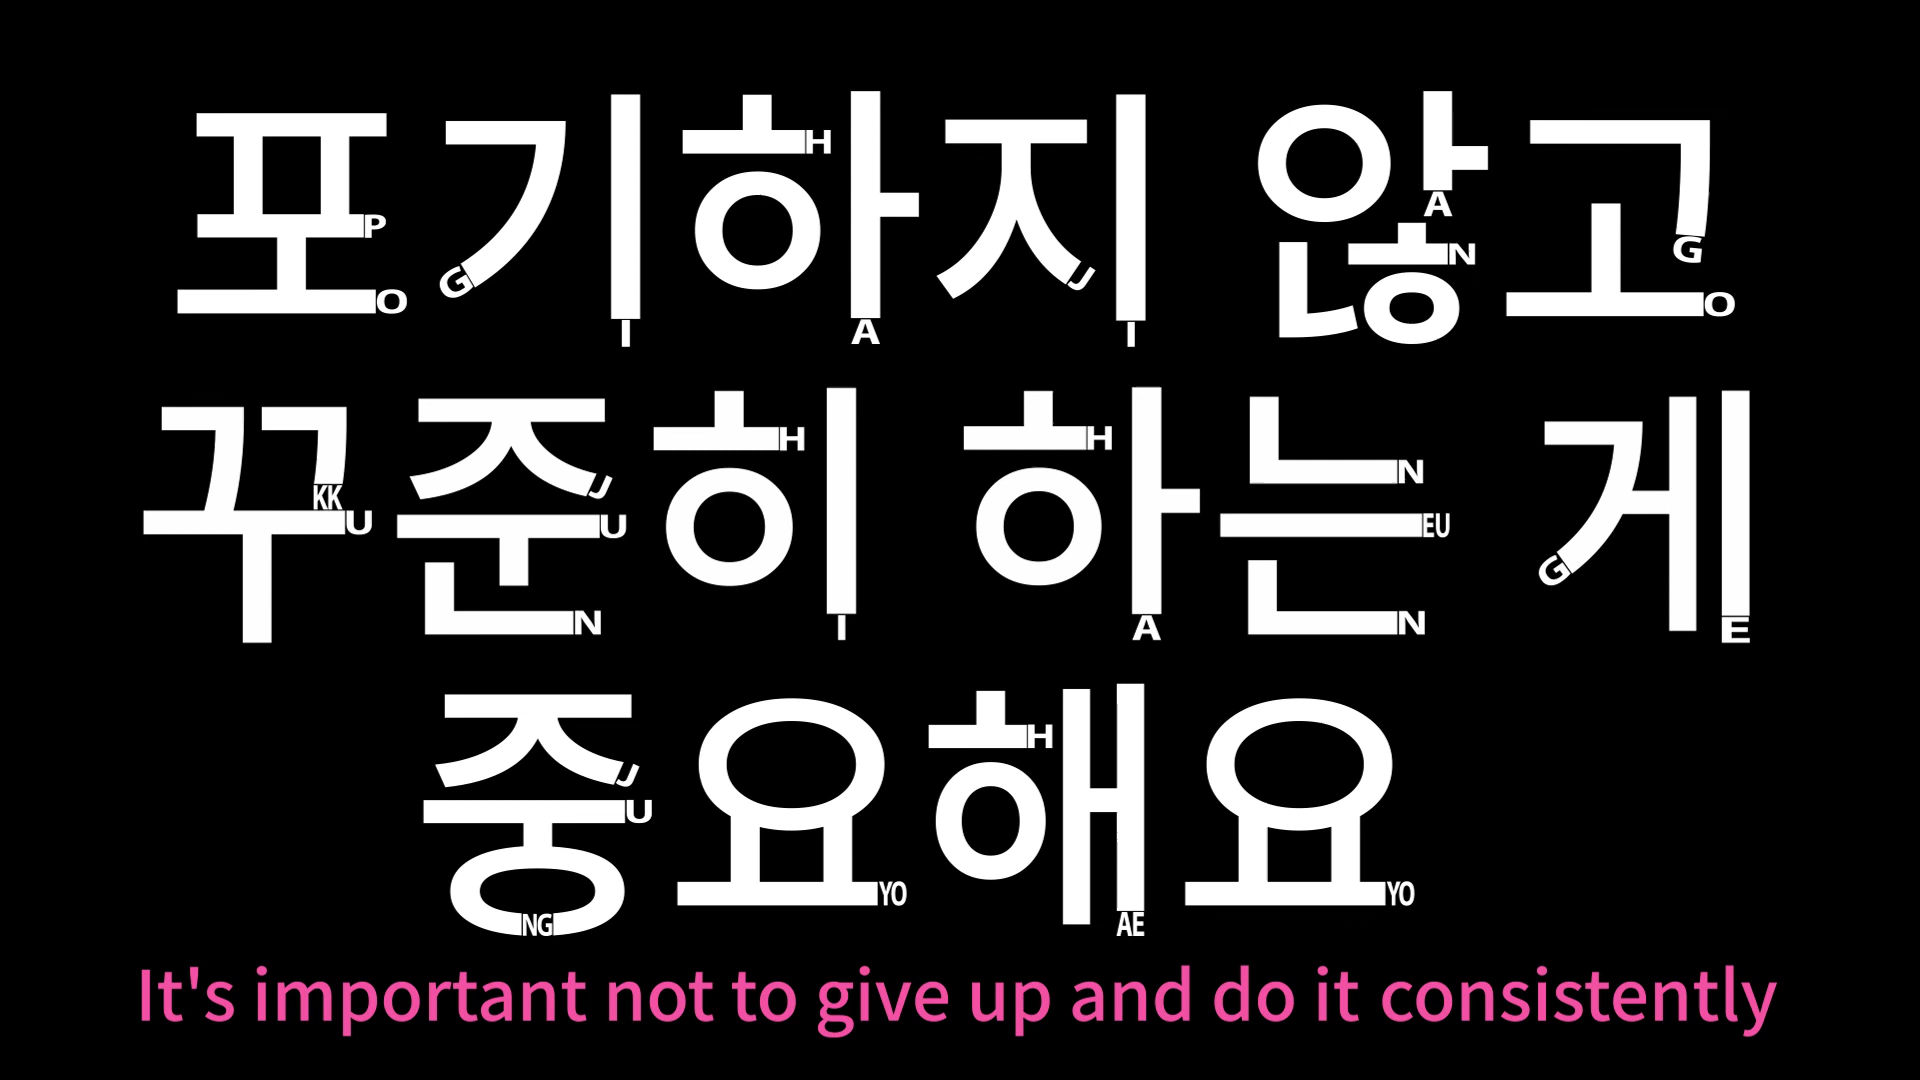 포기하지 않고
꾸준히 하는 게
중요해요
It's important not to give up and do it consistently